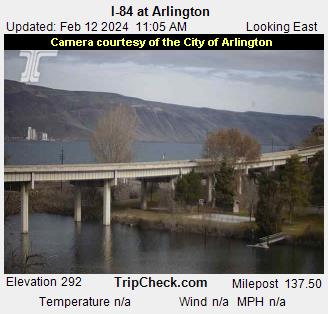 I-84 at Arlington
Updated: Feb 12 2024 11:05 AM Looking East
Camera courtesy of the City of Arlington
Elevation 292 TripCheck.com Milepost 137.50
Temperature n/a Wind n/a MPH n/a